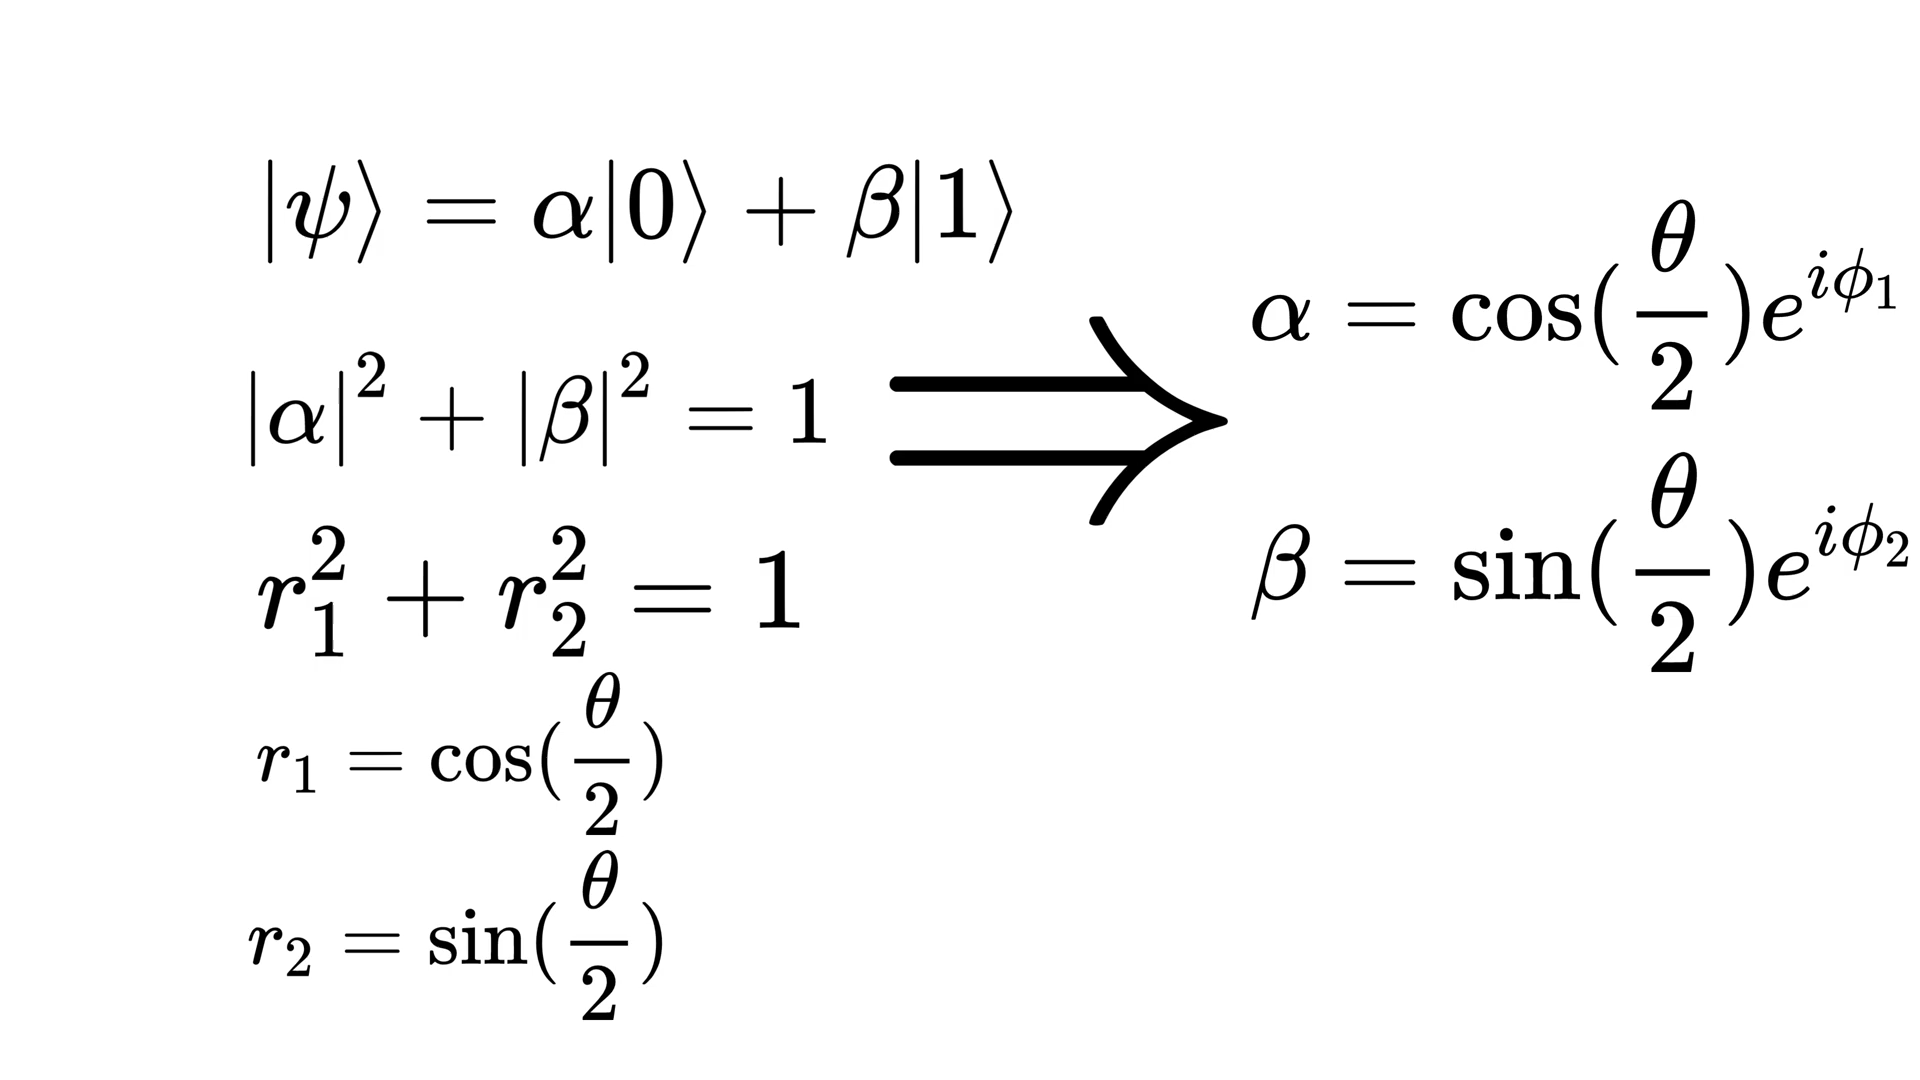 |ψ⟩ = α|0⟩ + β|1⟩
|α|² + |β|² = 1
r₁² + r₂² = 1
r₁ = cos(θ/2)
r₂ = sin(θ/2)
⟹
α = cos(θ/2)e^{iϕ₁}
β = sin(θ/2)e^{iϕ₂}